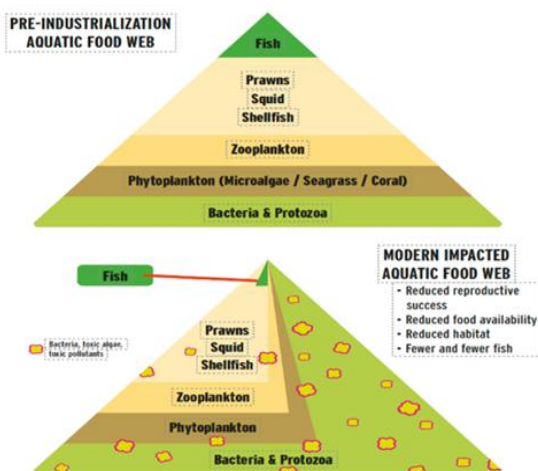 PRE-INDUSTRIALIZATION
AQUATIC FOOD WEB
Fish
Prawns
Squid
Shellfish
Zooplankton
Phytoplankton (Microalgae / Seagrass / Coral)
Bacteria & Protozoa
MODERN IMPACTED
AQUATIC FOOD WEB
- Reduced reproductive
success
- Reduced food availability
- Reduced habitat
- Fewer and fewer fish
Fish
Bacteria, toxic algae,
toxic pollutants
Prawns
Squid
Shellfish
Zooplankton
Phytoplankton
Bacteria & Protozoa